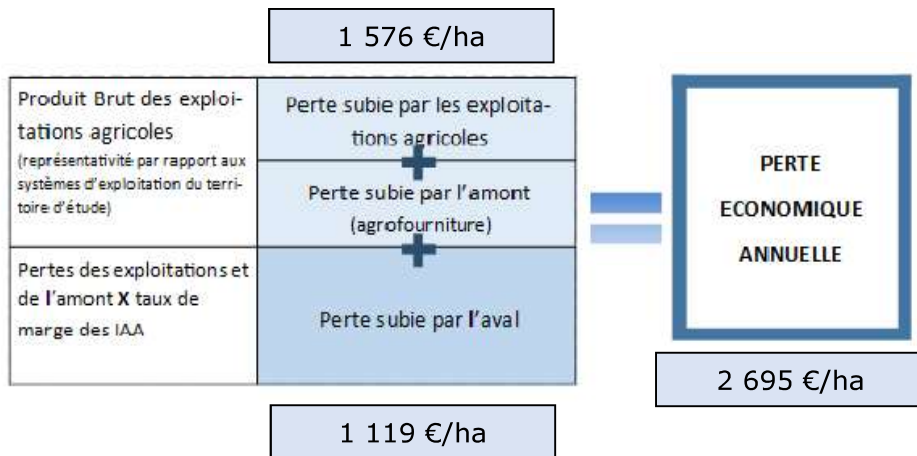 1 576 €/ha
Produit Brut des exploi-
tations agricoles
(représentativité par rapport aux
systèmes d'exploitation du terri-
toire d'étude)
Perte subie par les exploita-
tions agricoles
+
Perte subie par l'amont
(agrofourniture)
+
Pertes des exploitations et
de l'amont X taux de
marge des IAA
Perte subie par l'aval
=
PERTE
ECONOMIQUE
ANNUELLE
2 695 €/ha
1 119 €/ha